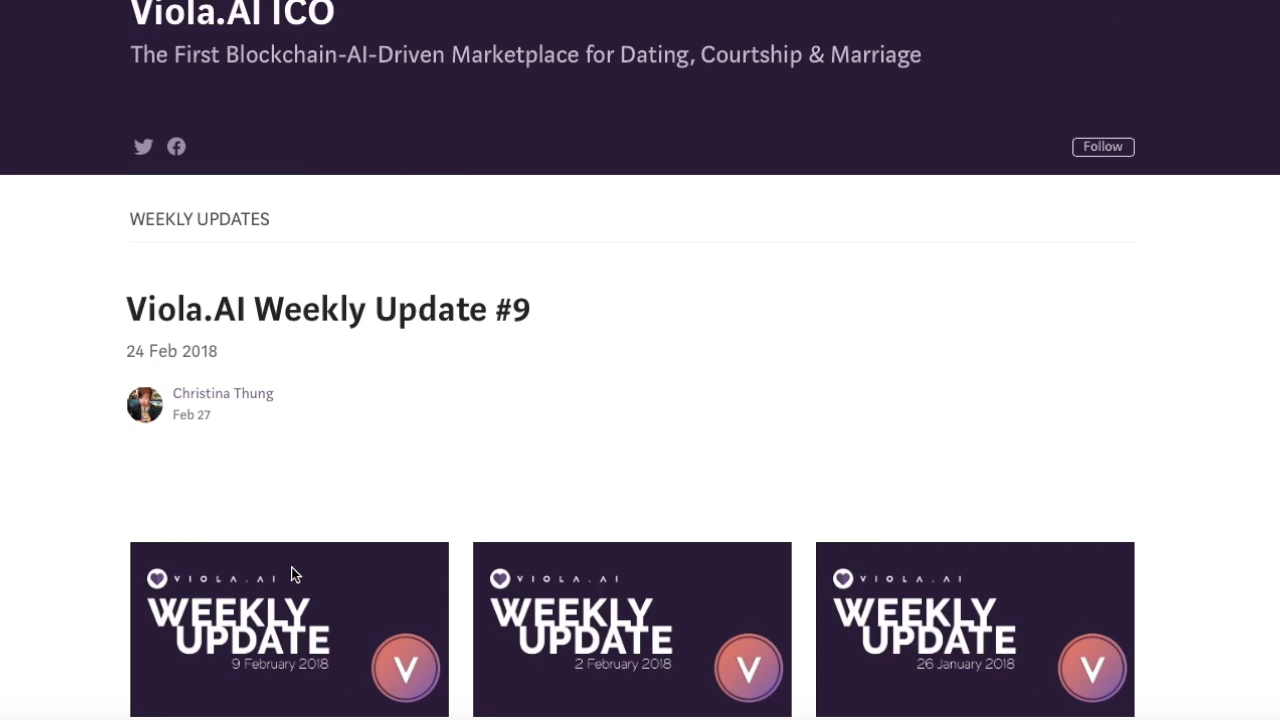 Viola.AI ICO
The First Blockchain-AI-Driven Marketplace for Dating, Courtship & Marriage
Follow
WEEKLY UPDATES
Viola.AI Weekly Update #9
24 Feb 2018
Christina Thung
Feb 27
VIOLA.AI
WEEKLY
UPDATE
9 February 2018
V
VIOLA.AI
WEEKLY
UPDATE
2 February 2018
V
VIOLA.AI
WEEKLY
UPDATE
26 January 2018
V